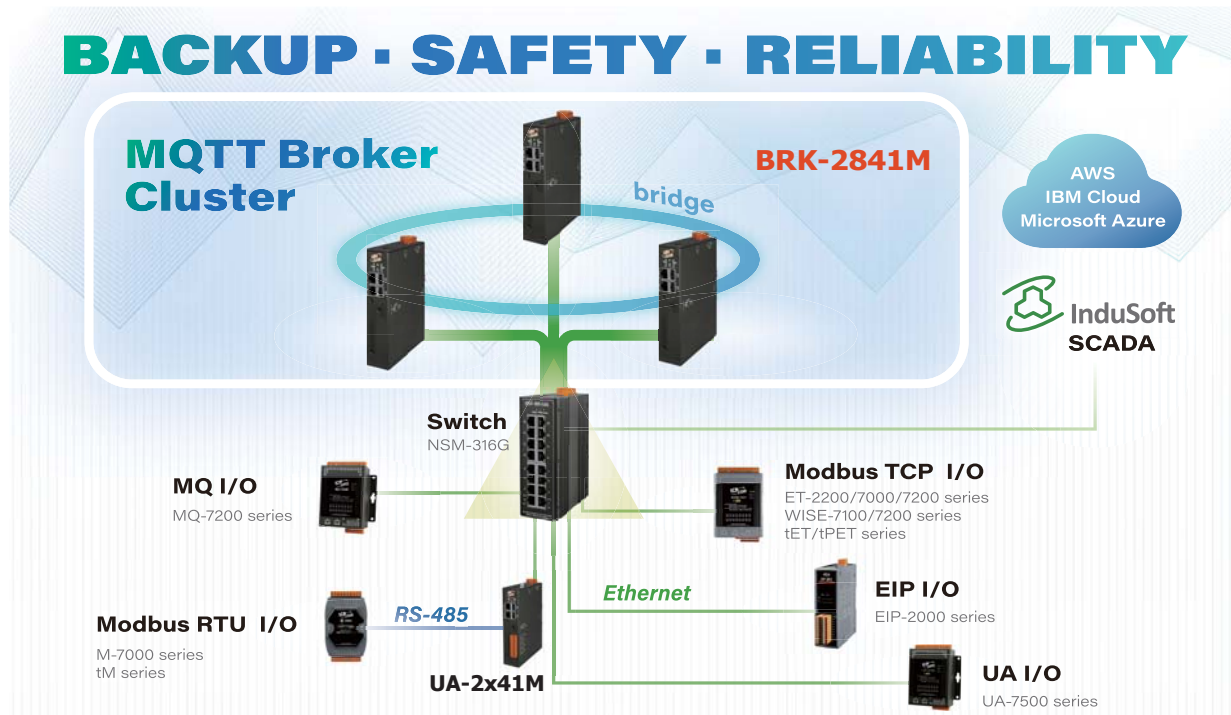 BACKUP · SAFETY · RELIABILITY
MQTT Broker
Cluster
BRK-2841M
bridge
AWS
IBM Cloud
Microsoft Azure
InduSoft
SCADA
Switch
NSM-316G
MQ I/O
MQ-7200 series
Modbus TCP I/O
ET-2200/7000/7200 series
WISE-7100/7200 series
tET/tPET series
Ethernet
EIP I/O
EIP-2000 series
Modbus RTU I/O
M-7000 series
tM series
RS-485
UA-2x41M
UA I/O
UA-7500 series